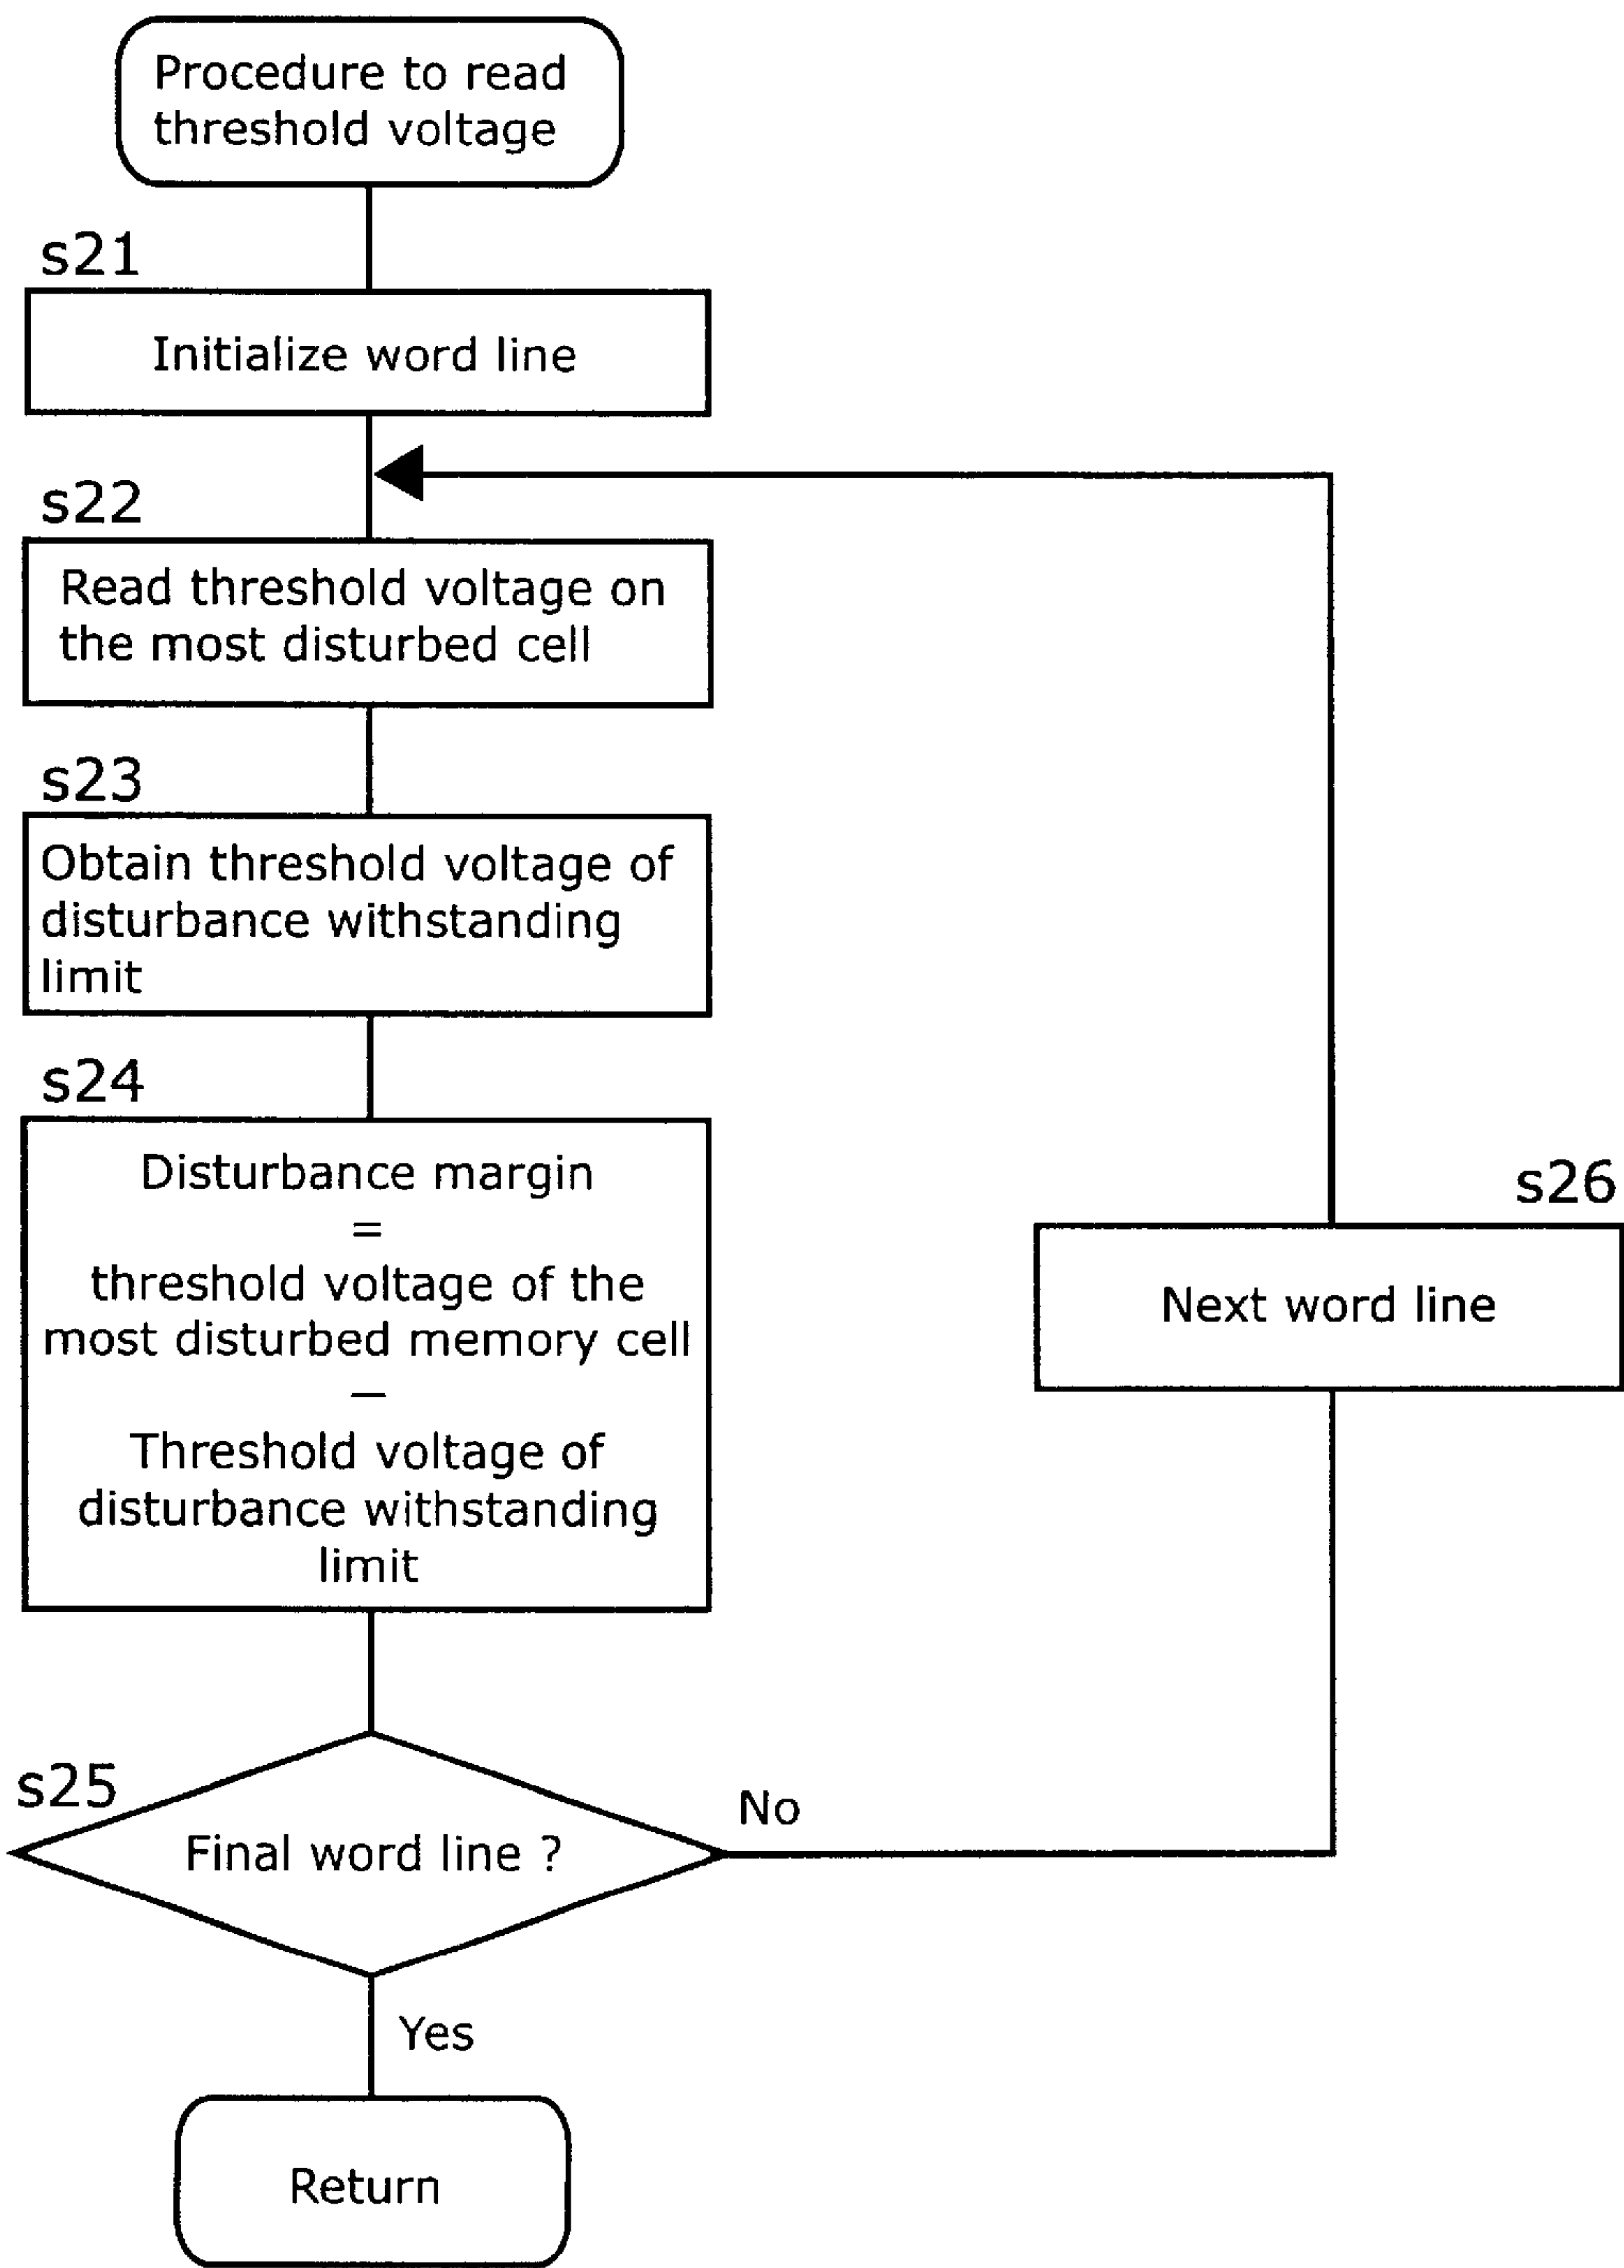 Procedure to read
threshold voltage
s21
Initialize word line
s22
Read threshold voltage on
the most disturbed cell
s23
Obtain threshold voltage of
disturbance withstanding
limit
s24
Disturbance margin
=
threshold voltage of the
most disturbed memory cell
—
Threshold voltage of
disturbance withstanding
limit
s26
Next word line
s25
Final word line ?
No
Yes
Return